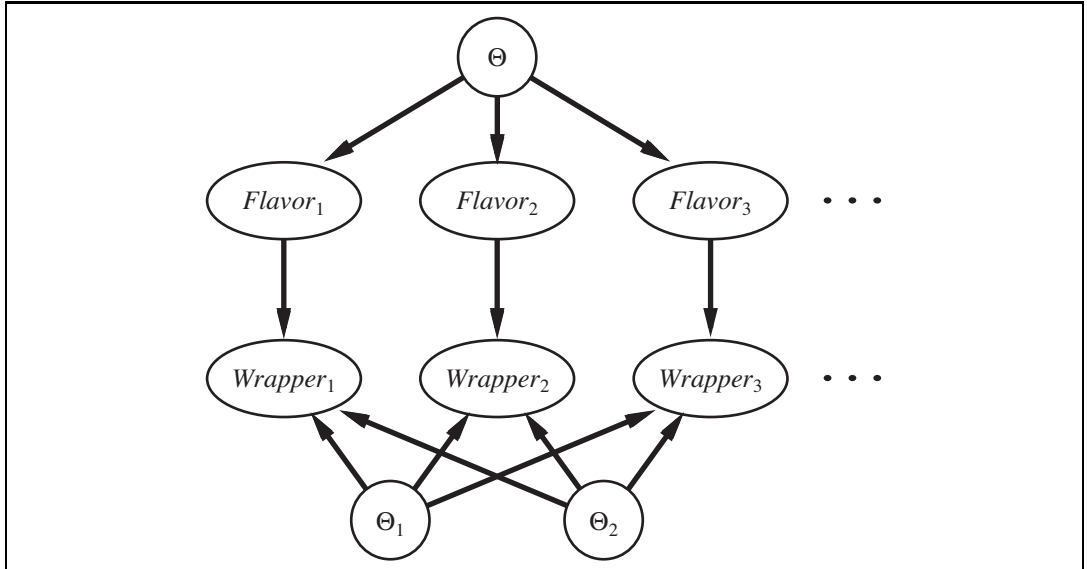 Θ
Flavor₁ Flavor₂ Flavor₃ . . .
Wrapper₁ Wrapper₂ Wrapper₃ . . .
Θ₁ Θ₂